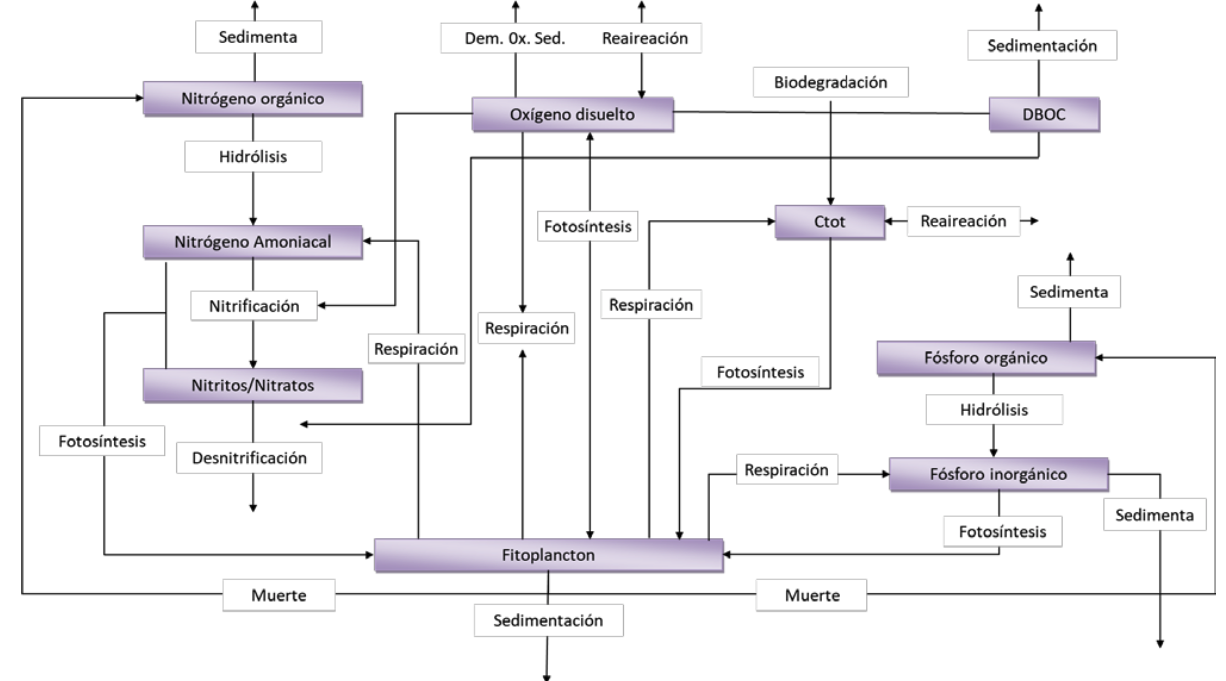 Sedimenta
Dem. Ox. Sed.
Reaireación
Sedimentación
Biodegradación
Nitrógeno orgánico
Oxígeno disuelto
DBOC
Hidrólisis
Fotosíntesis
Ctot
Reaireación
Nitrógeno Amoniacal
Nitrificación
Respiración
Respiración
Respiración
Sedimenta
Fósforo orgánico
Fotosíntesis
Nitritos/Nitratos
Hidrólisis
Fotosíntesis
Desnitrificación
Respiración
Fósforo inorgánico
Sedimenta
Fotosíntesis
Fitoplancton
Muerte
Muerte
Sedimentación